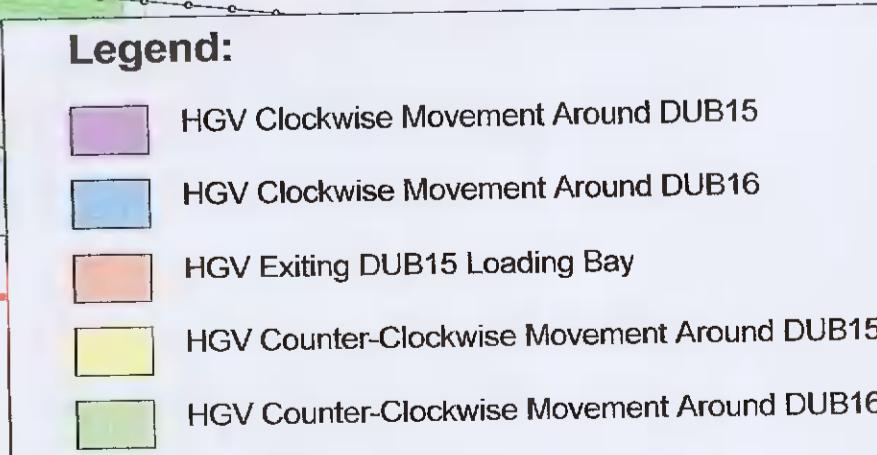 Legend:
HGV Clockwise Movement Around DUB15
HGV Clockwise Movement Around DUB16
HGV Exiting DUB15 Loading Bay
HGV Counter-Clockwise Movement Around DUB15
HGV Counter-Clockwise Movement Around DUB16